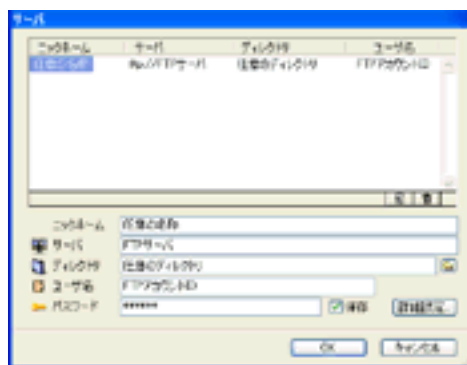 サーバ
ニックネーム サーバ ディレクトリ ユーザ名
任意の名称 ftp://FTPサーバ 任意のディレクトリ FTPアカウントID
ニックネーム 任意の名称
サーバ FTPサーバ
ディレクトリ 任意のディレクトリ
ユーザ名 FTPアカウントID
パスワード ******
保存 詳細設定...
OK キャンセル